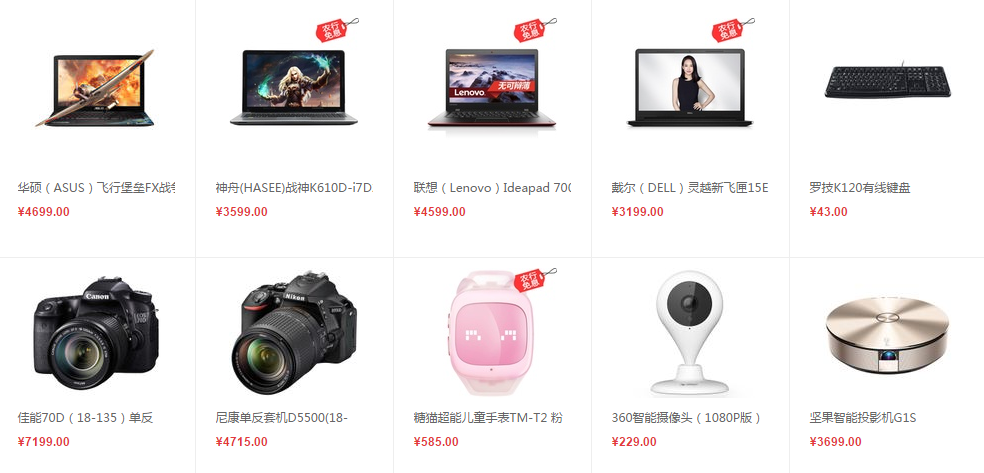 农行
免息
农行
免息
农行
免息
Lenovo
无可辩薄
华硕（ASUS）飞行堡垒FX战
神舟(HASEE)战神K610D-i7D
联想（Lenovo）Ideapad 700
戴尔（DELL）灵越新飞匣15E
罗技K120有线键盘
¥4699.00
¥3599.00
¥4599.00
¥3199.00
¥43.00
农行
免息
Canon
Nikon
佳能70D（18-135）单反
尼康单反套机D5500(18-
糖猫超能儿童手表TM-T2 粉
360智能摄像头（1080P版）
坚果智能投影机G1S
¥7199.00
¥4715.00
¥585.00
¥229.00
¥3699.00